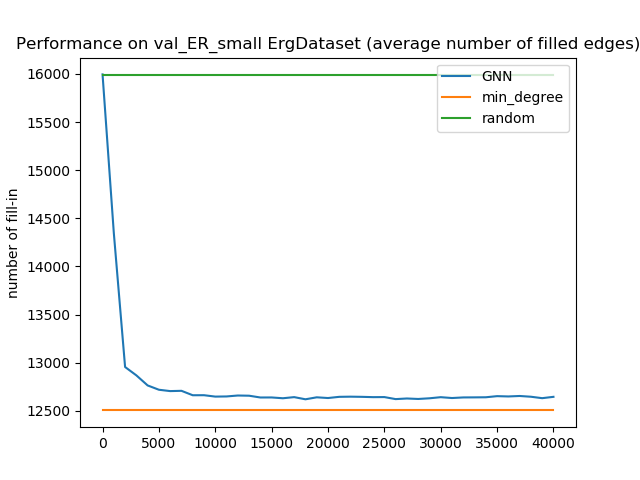 Performance on val_ER_small ErgDataset (average number of filled edges)
GNN
min_degree
random
number of fill-in
16000
15500
15000
14500
14000
13500
13000
12500
0 5000 10000 15000 20000 25000 30000 35000 40000